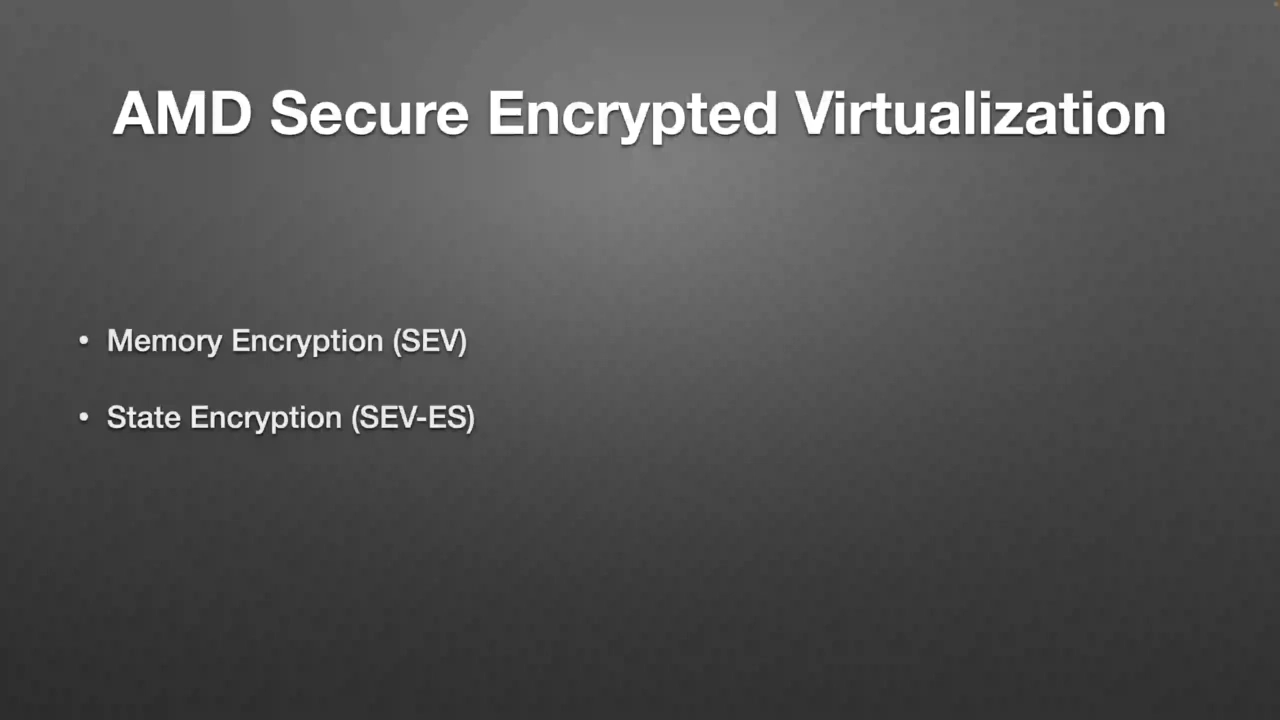 AMD Secure Encrypted Virtualization
• Memory Encryption (SEV)
• State Encryption (SEV-ES)